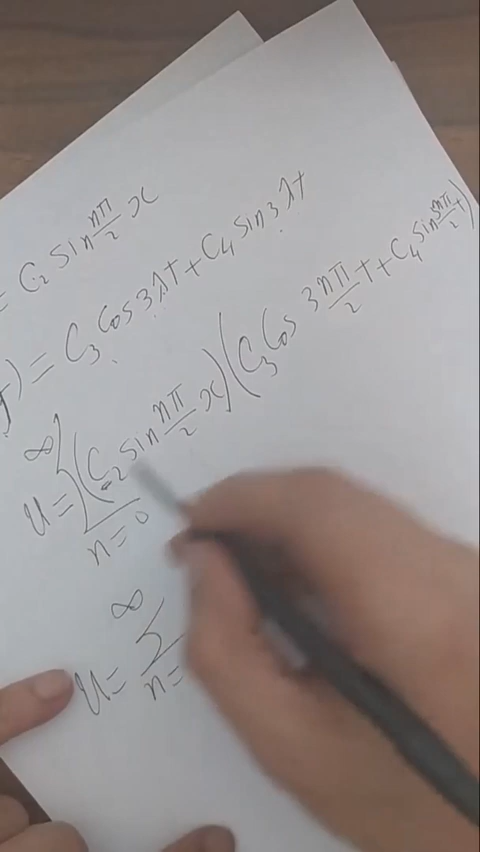 = C₂ sin nπ/2 x
T) = C₃ Cos 3λT + C₄ sin 3λT
u = ∞∑n=0 (C₂ sin nπ/2 x)(C₃ Cos 3nπ/2 t + C₄ sin 3nπ/2 t)
u = ∞∑n=